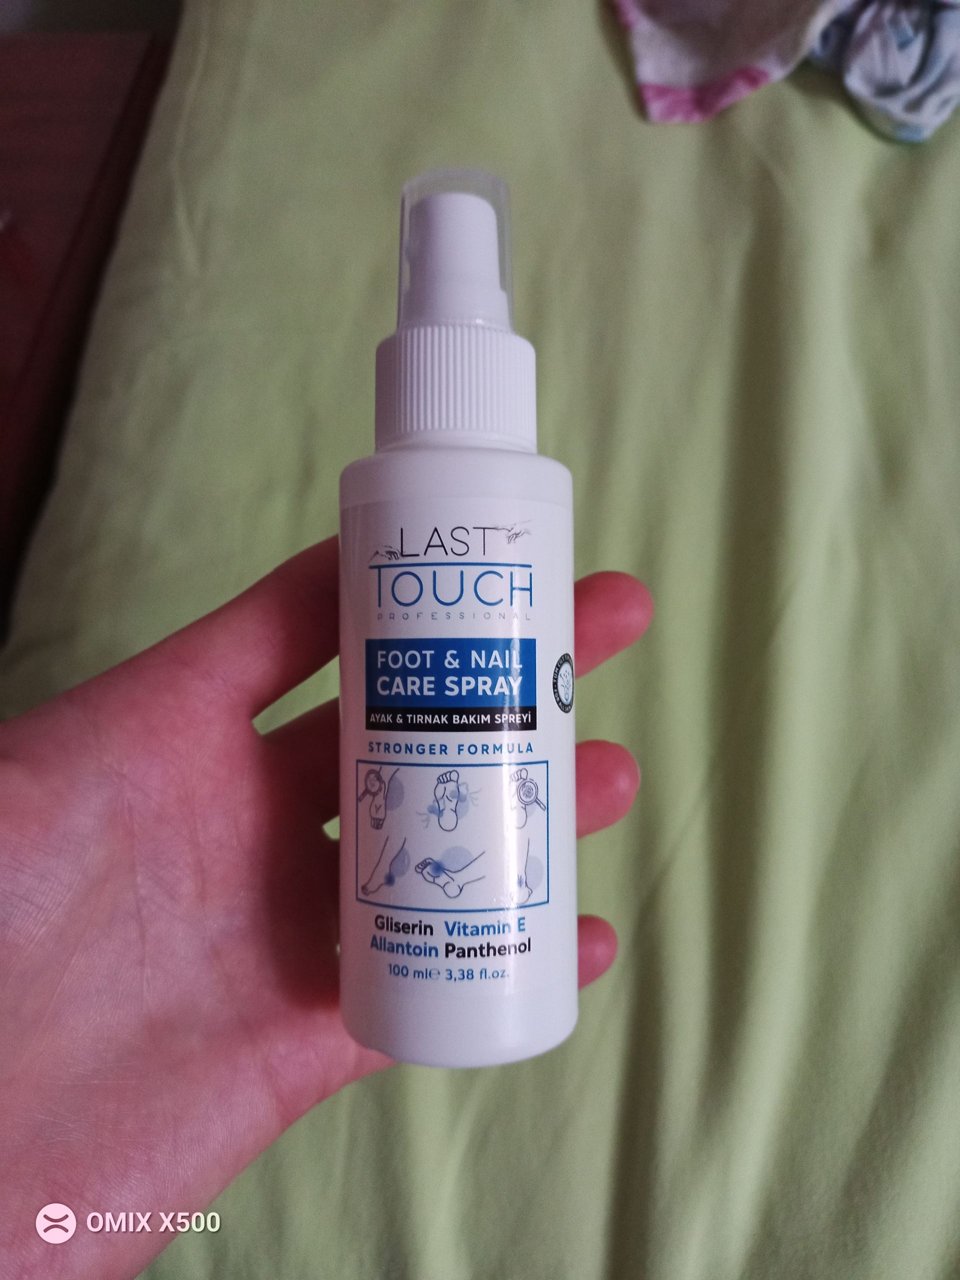 LAST
TOUCH
PROFESSIONAL
FOOT & NAIL
CARE SPRAY
AYAK & TIRNAK BAKIM SPREYİ
STRONGER FORMULA
Gliserin Vitamin E
Allantoin Panthenol
100 ml℮ 3,38 fl.oz.
OMIX X500